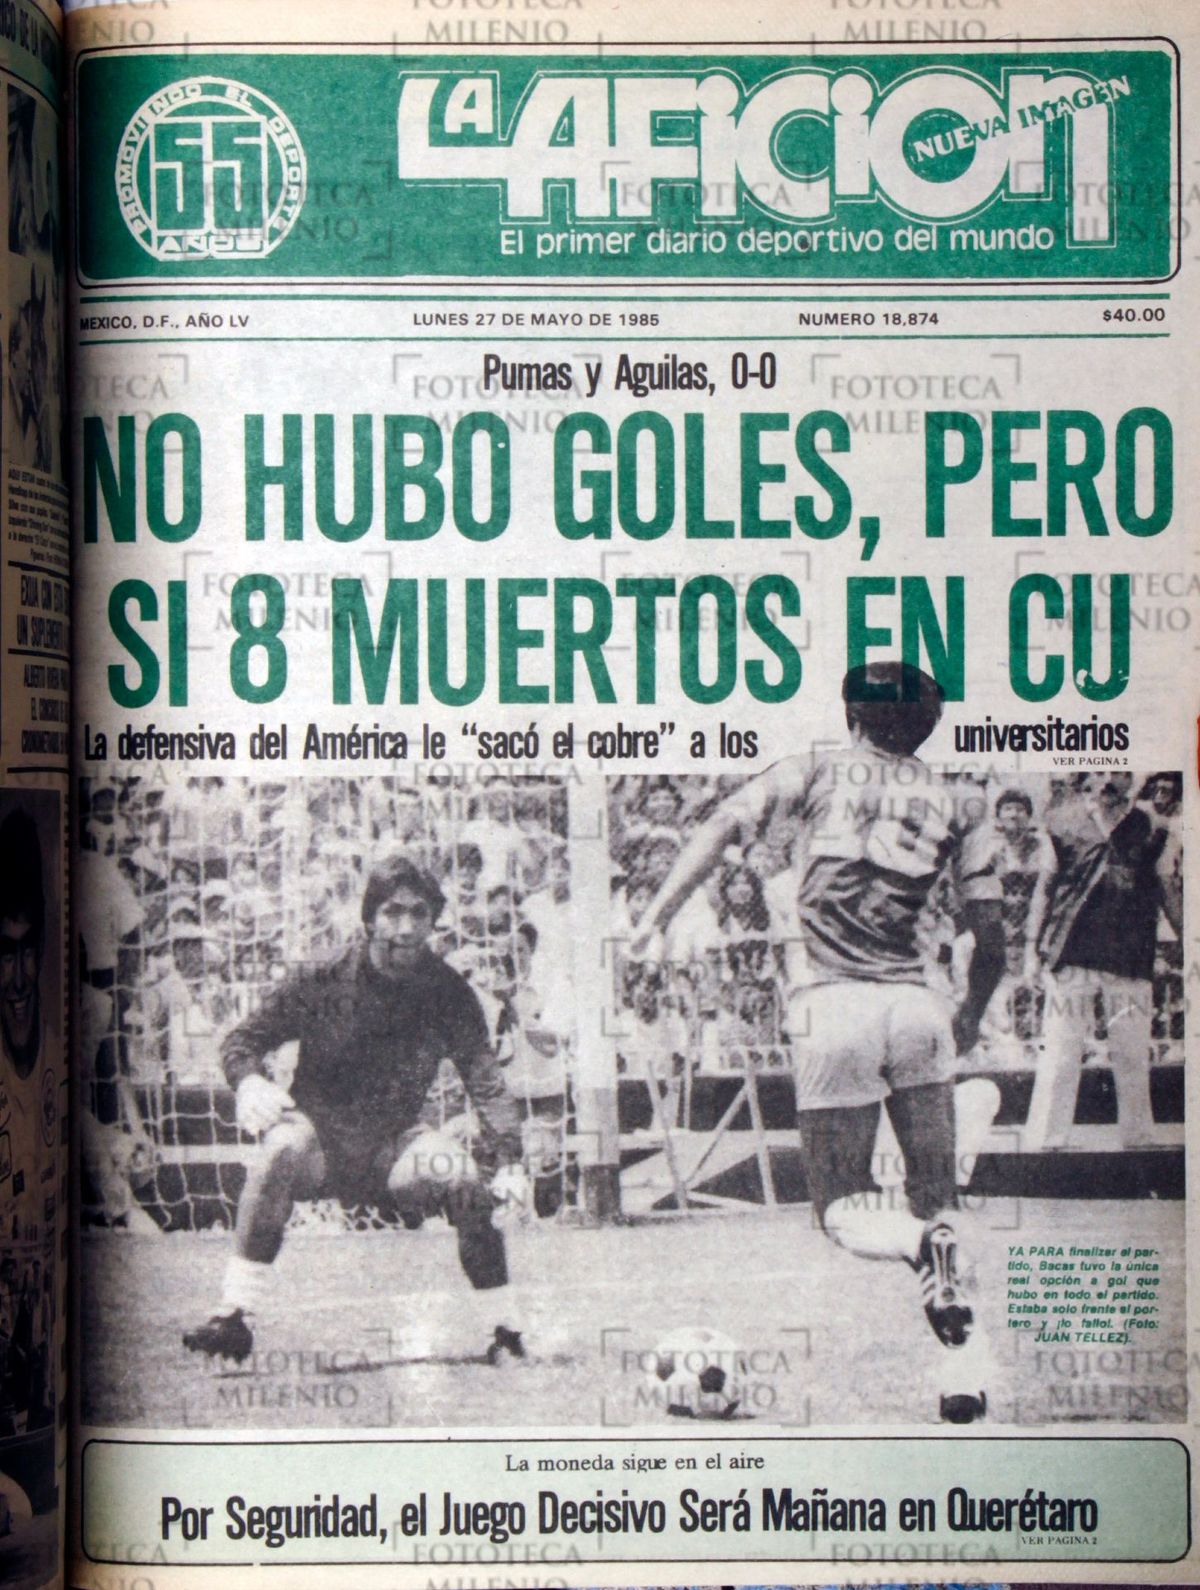 PROMOVIENDO EL DEPORTE
55
AÑOS
LA AFICION
NUEVA IMAGEN
El primer diario deportivo del mundo
MEXICO, D.F., AÑO LV LUNES 27 DE MAYO DE 1985 NUMERO 18,874 $40.00
Pumas y Aguilas, 0-0
NO HUBO GOLES, PERO
SI 8 MUERTOS EN CU
La defensiva del América le "sacó el cobre" a los universitarios
VER PAGINA 2
YA PARA finalizar el par-
tido, Bacas tuvo la única
real opción a gol que
hubo en todo el partido.
Estaba solo frente al por-
tero y ¡lo falló!. (Foto:
JUAN TELLEZ).
La moneda sigue en el aire
Por Seguridad, el Juego Decisivo Será Mañana en Querétaro
VER PAGINA 2
FOTOTECA
MILENIO